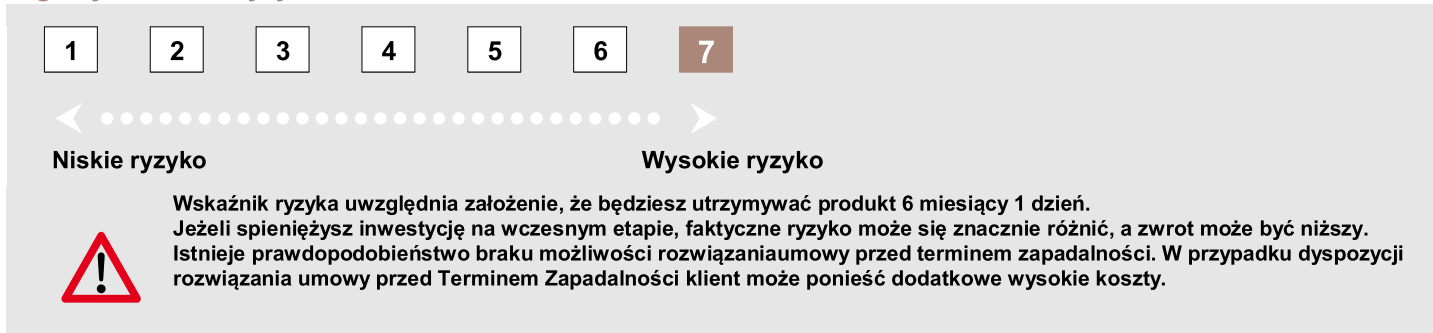 1 2 3 4 5 6 7
Niskie ryzyko Wysokie ryzyko
Wskaźnik ryzyka uwzględnia założenie, że będziesz utrzymywać produkt 6 miesiący 1 dzień.
Jeżeli spieniężysz inwestycję na wczesnym etapie, faktyczne ryzyko może się znacznie różnić, a zwrot może być niższy.
Istnieje prawdopodobieństwo braku możliwości rozwiązaniaumowy przed terminem zapadalności. W przypadku dyspozycji
rozwiązania umowy przed Terminem Zapadalności klient może ponieść dodatkowe wysokie koszty.